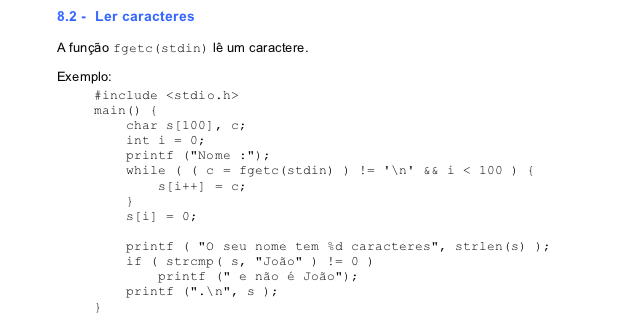 8.2 - Ler caracteres
A função fgetc(stdin) lê um caractere.
Exemplo:
#include <stdio.h>
main() {
char s[100], c;
int i = 0;
printf ("Nome :");
while ( ( c = fgetc(stdin) ) != '\n' && i < 100 ) {
s[i++] = c;
}
s[i] = 0;
printf ( "O seu nome tem %d caracteres", strlen(s) );
if ( strcmp( s, "João" ) != 0 )
printf (" e não é João");
printf (".\n", s );
}